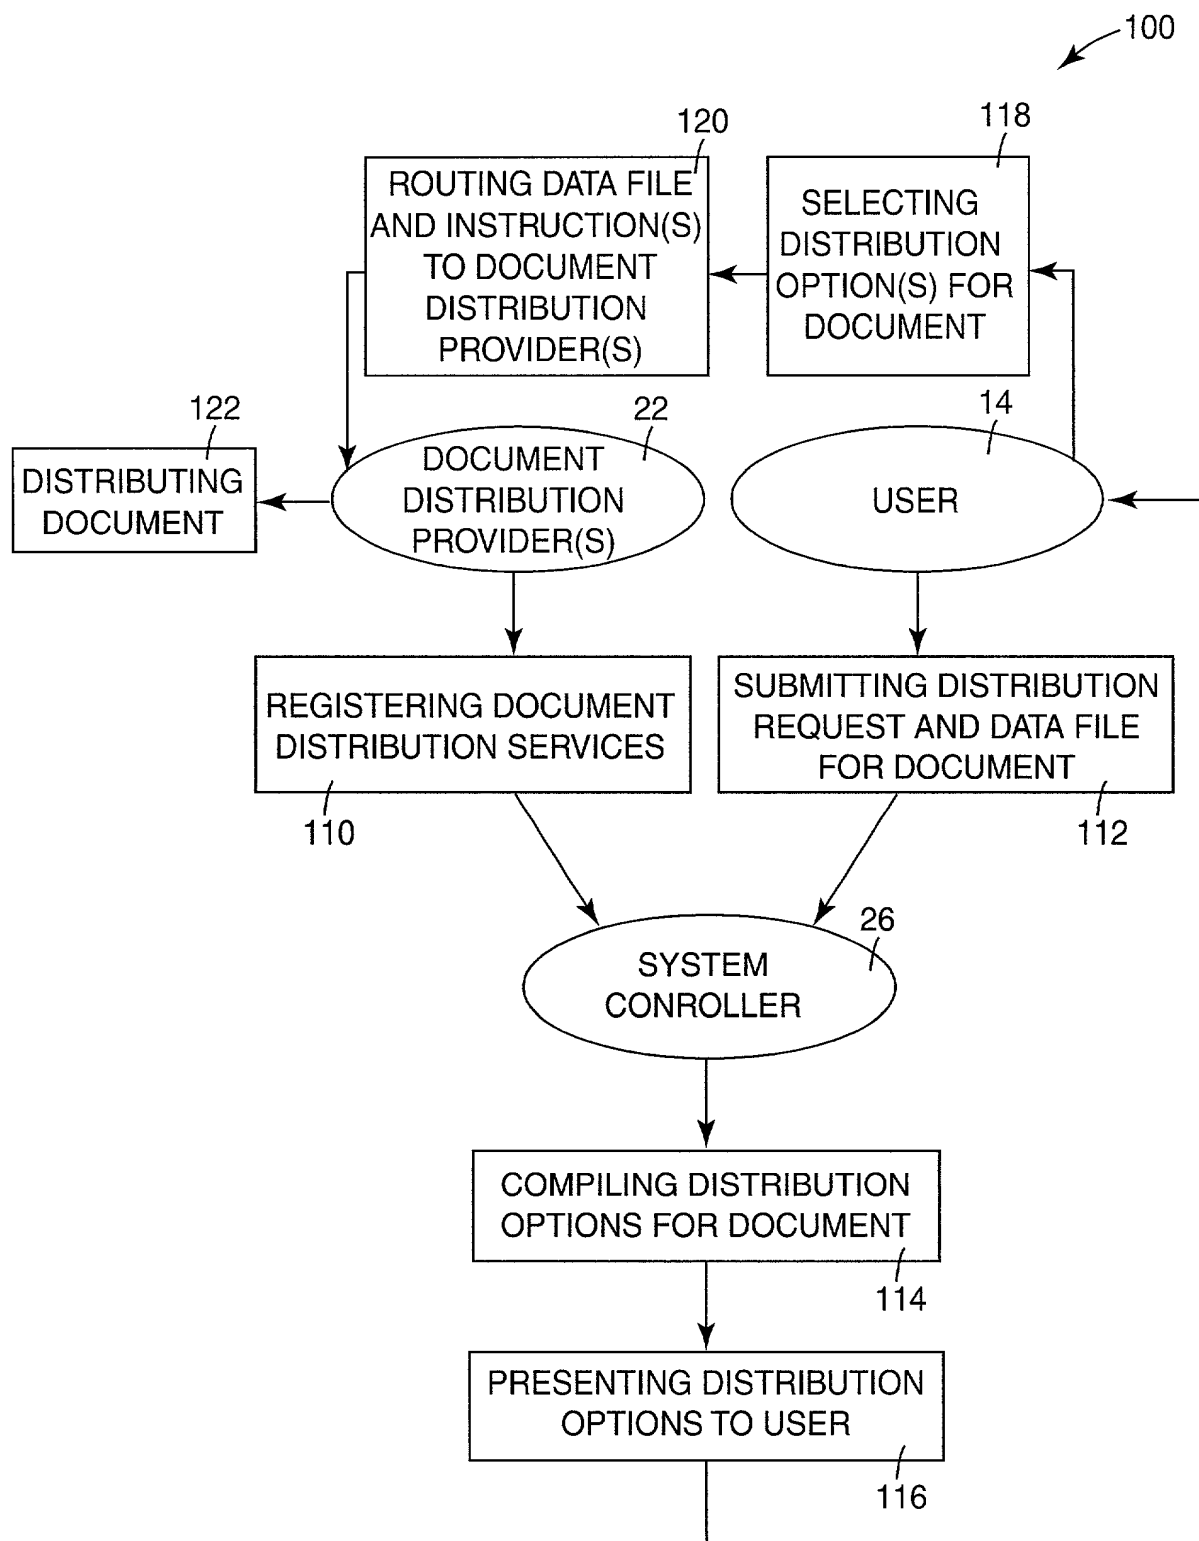 100
120
118
ROUTING DATA FILE
AND INSTRUCTION(S)
TO DOCUMENT
DISTRIBUTION
PROVIDER(S)
SELECTING
DISTRIBUTION
OPTION(S) FOR
DOCUMENT
122
22
14
DISTRIBUTING
DOCUMENT
DOCUMENT
DISTRIBUTION
PROVIDER(S)
USER
REGISTERING DOCUMENT
DISTRIBUTION SERVICES
SUBMITTING DISTRIBUTION
REQUEST AND DATA FILE
FOR DOCUMENT
110
112
26
SYSTEM
CONROLLER
COMPILING DISTRIBUTION
OPTIONS FOR DOCUMENT
114
PRESENTING DISTRIBUTION
OPTIONS TO USER
116